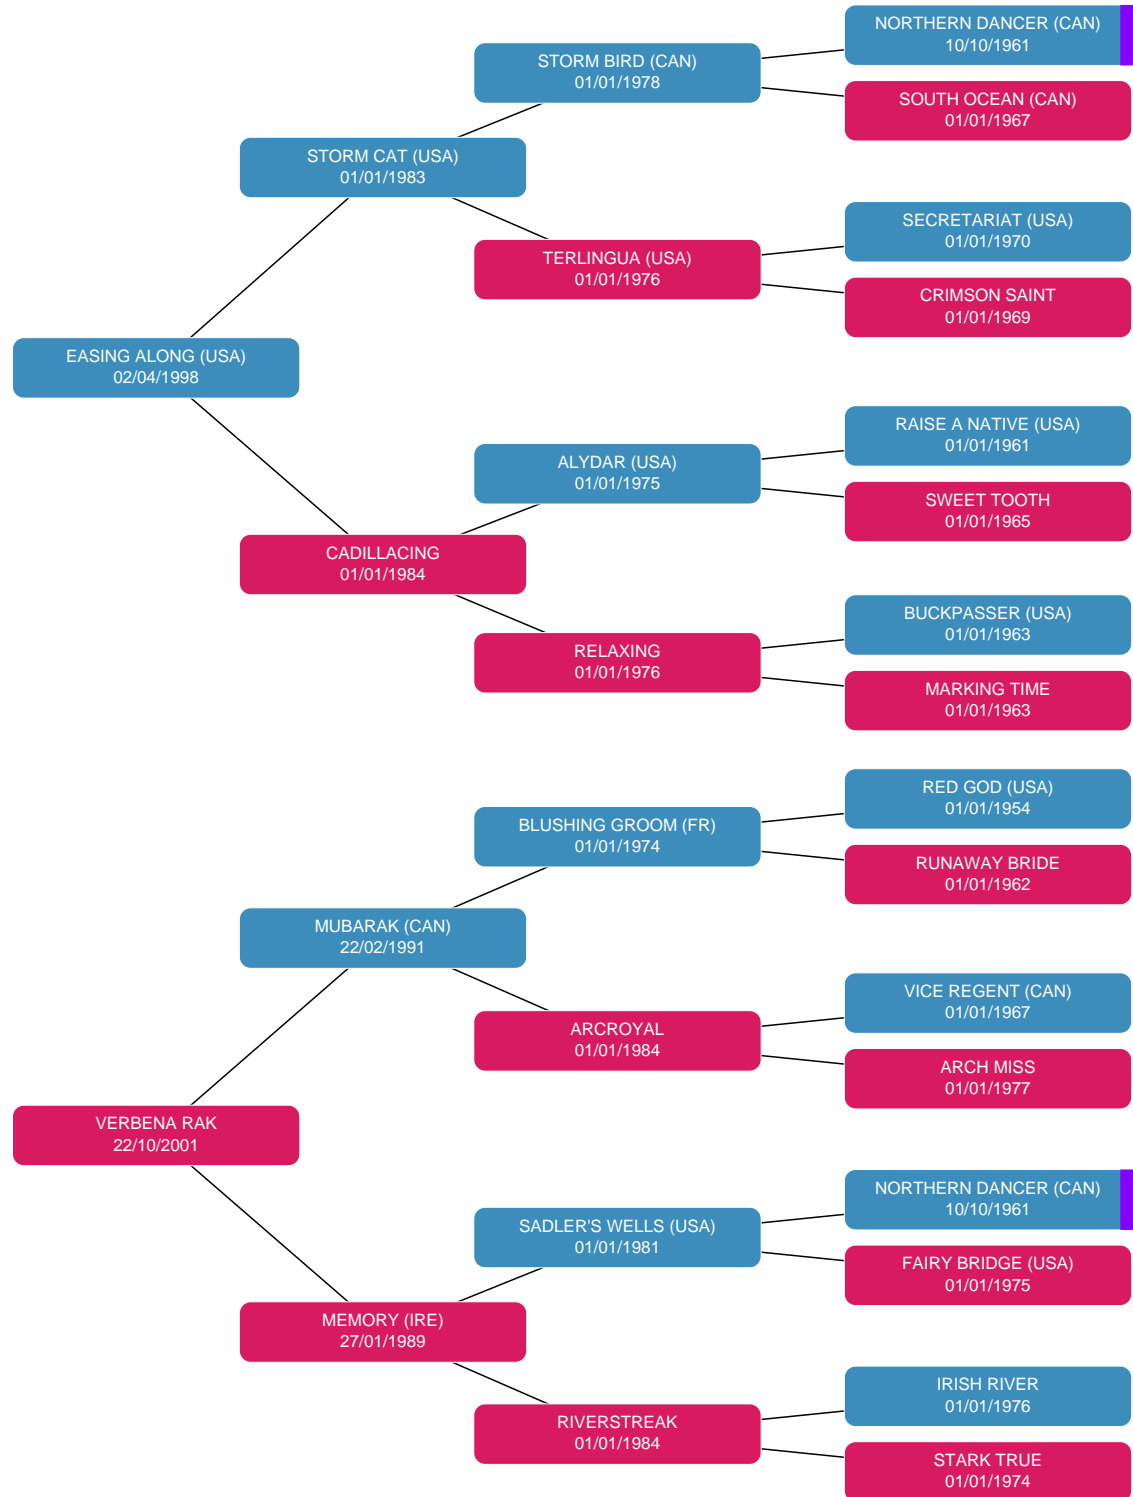 NORTHERN DANCER (CAN)
10/10/1961
STORM BIRD (CAN)
01/01/1978
SOUTH OCEAN (CAN)
01/01/1967
STORM CAT (USA)
01/01/1983
SECRETARIAT (USA)
01/01/1970
TERLINGUA (USA)
01/01/1976
CRIMSON SAINT
01/01/1969
EASING ALONG (USA)
02/04/1998
RAISE A NATIVE (USA)
01/01/1961
ALYDAR (USA)
01/01/1975
SWEET TOOTH
01/01/1965
CADILLACING
01/01/1984
BUCKPASSER (USA)
01/01/1963
RELAXING
01/01/1976
MARKING TIME
01/01/1963
RED GOD (USA)
01/01/1954
BLUSHING GROOM (FR)
01/01/1974
RUNAWAY BRIDE
01/01/1962
MUBARAK (CAN)
22/02/1991
VICE REGENT (CAN)
01/01/1967
ARCROYAL
01/01/1984
ARCH MISS
01/01/1977
VERBENA RAK
22/10/2001
NORTHERN DANCER (CAN)
10/10/1961
SADLER'S WELLS (USA)
01/01/1981
FAIRY BRIDGE (USA)
01/01/1975
MEMORY (IRE)
27/01/1989
IRISH RIVER
01/01/1976
RIVERSTREAK
01/01/1984
STARK TRUE
01/01/1974